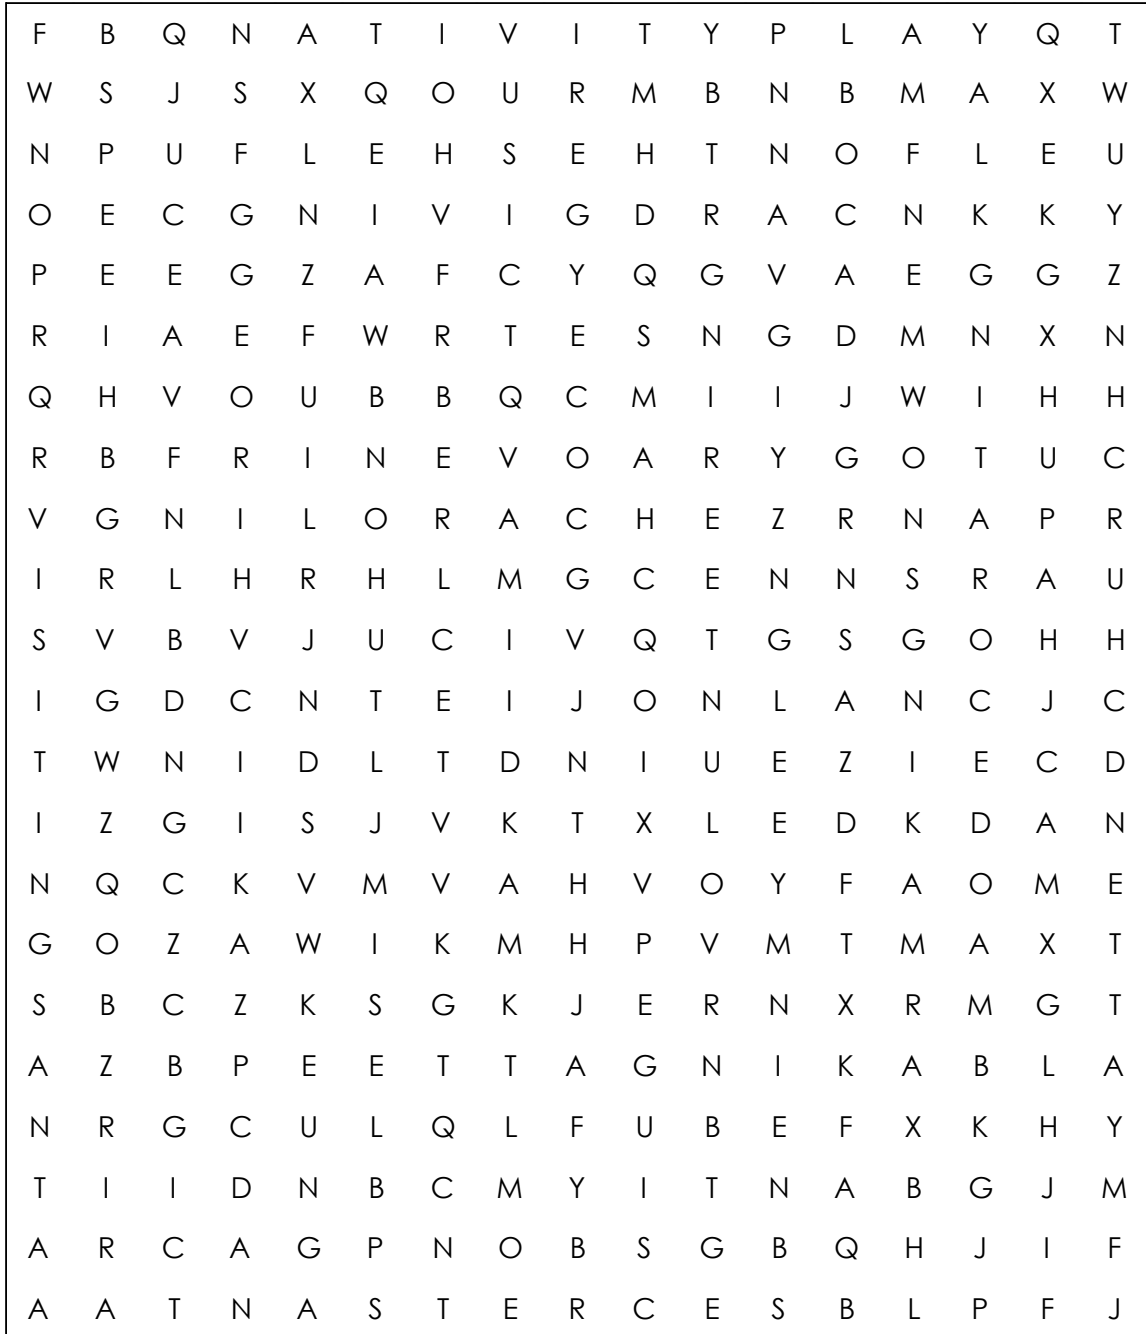 F B Q N A T I V I T Y P L A Y Q T
W S J S X Q O U R M B N B M A X W
N P U F L E H S E H T N O F L E U
O E C G N I V I G D R A C N K K Y
P E E G Z A F C Y Q G V A E G G Z
R I A E F W R T E S N G D M N X N
Q H V O U B B Q C M I I J W I H H
R B F R I N E V O A R Y G O T U C
V G N I L O R A C H E Z R N A P R
I R L H R H L M G C E N N S R A U
S V B V J U C I V Q T G S G O H H
I G D C N T E I J O N L A N C J C
T W N I D L T D N I U E Z I E C D
I Z G I S J V K T X L E D K D A N
N Q C K V M V A H V O Y F A O M E
G O Z A W I K M H P V M T M A X T
S B C Z K S G K J E R N X R M G T
A Z B P E E T T A G N I K A B L A
N R G C U L Q L F U B E F X K H Y
T I I D N B C M Y I T N A B G J M
A R C A G P N O B S G B Q H J I F
A A T N A S T E R C E S B L P F J